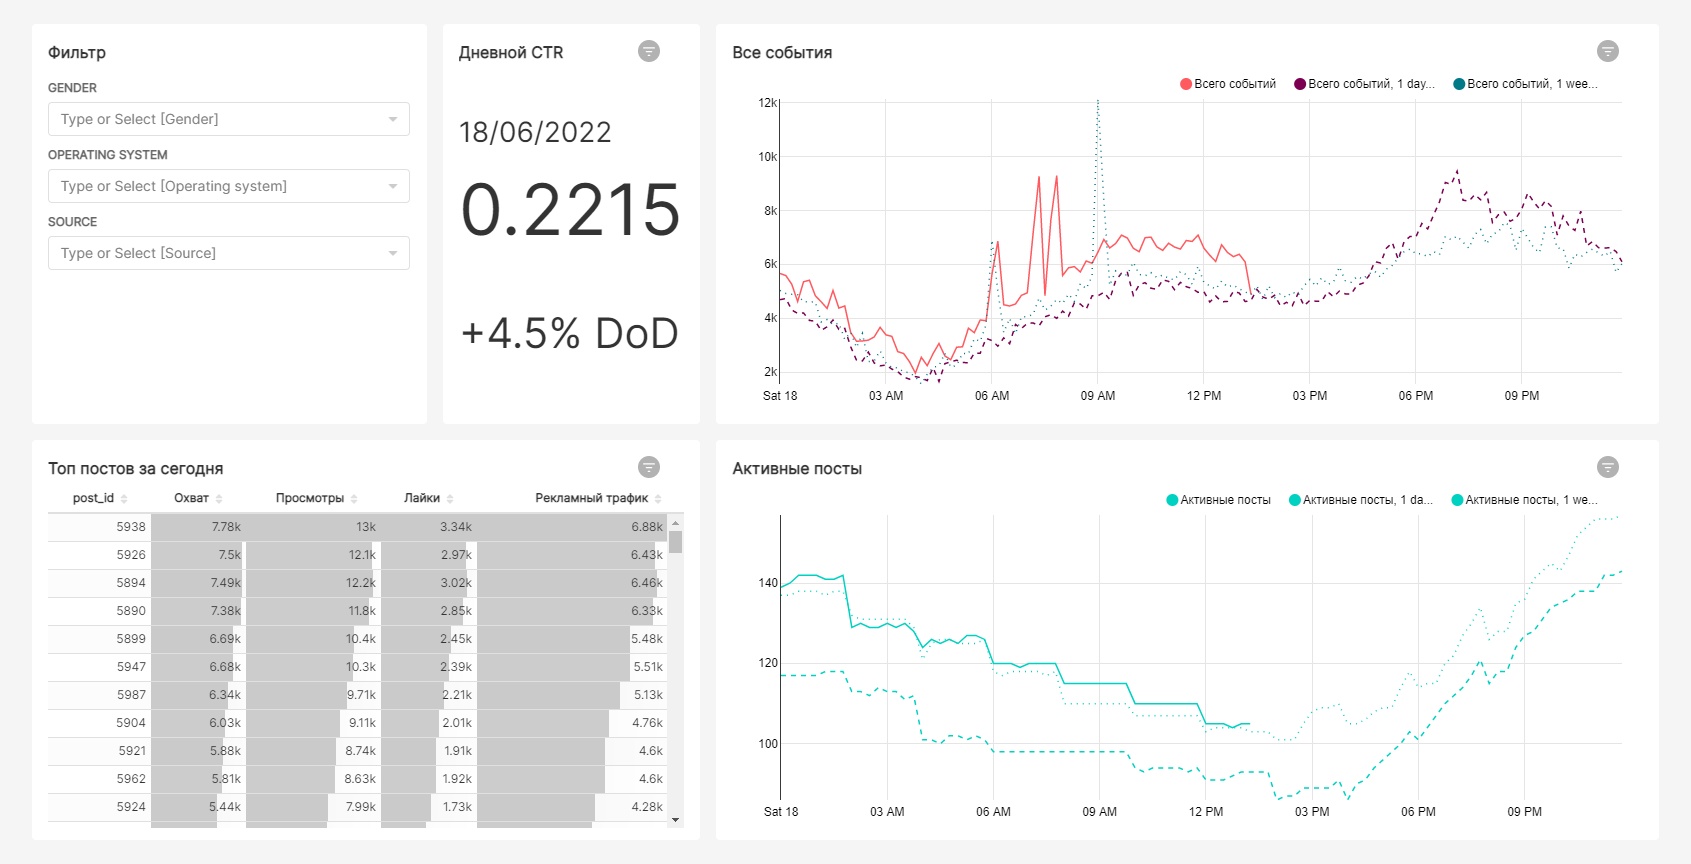 Фильтр
GENDER
Type or Select [Gender]
OPERATING SYSTEM
Type or Select [Operating system]
SOURCE
Type or Select [Source]
Дневной CTR
18/06/2022
0.2215
+4.5% DoD
Все события
Всего событий Всего событий, 1 day... Всего событий, 1 wee...
12k
10k
8k
6k
4k
2k
Sat 18 03 AM 06 AM 09 AM 12 PM 03 PM 06 PM 09 PM
Топ постов за сегодня
post_id Охват Просмотры Лайки Рекламный трафик
5938 7.78k 13k 3.34k 6.88k
5926 7.5k 12.1k 2.97k 6.43k
5894 7.49k 12.2k 3.02k 6.46k
5890 7.38k 11.8k 2.85k 6.33k
5899 6.69k 10.4k 2.45k 5.48k
5947 6.68k 10.3k 2.39k 5.51k
5987 6.34k 9.71k 2.21k 5.13k
5904 6.03k 9.11k 2.01k 4.76k
5921 5.88k 8.74k 1.91k 4.6k
5962 5.81k 8.63k 1.92k 4.6k
5924 5.44k 7.99k 1.73k 4.28k
Активные посты
Активные посты Активные посты, 1 da... Активные посты, 1 we...
140
120
100
Sat 18 03 AM 06 AM 09 AM 12 PM 03 PM 06 PM 09 PM